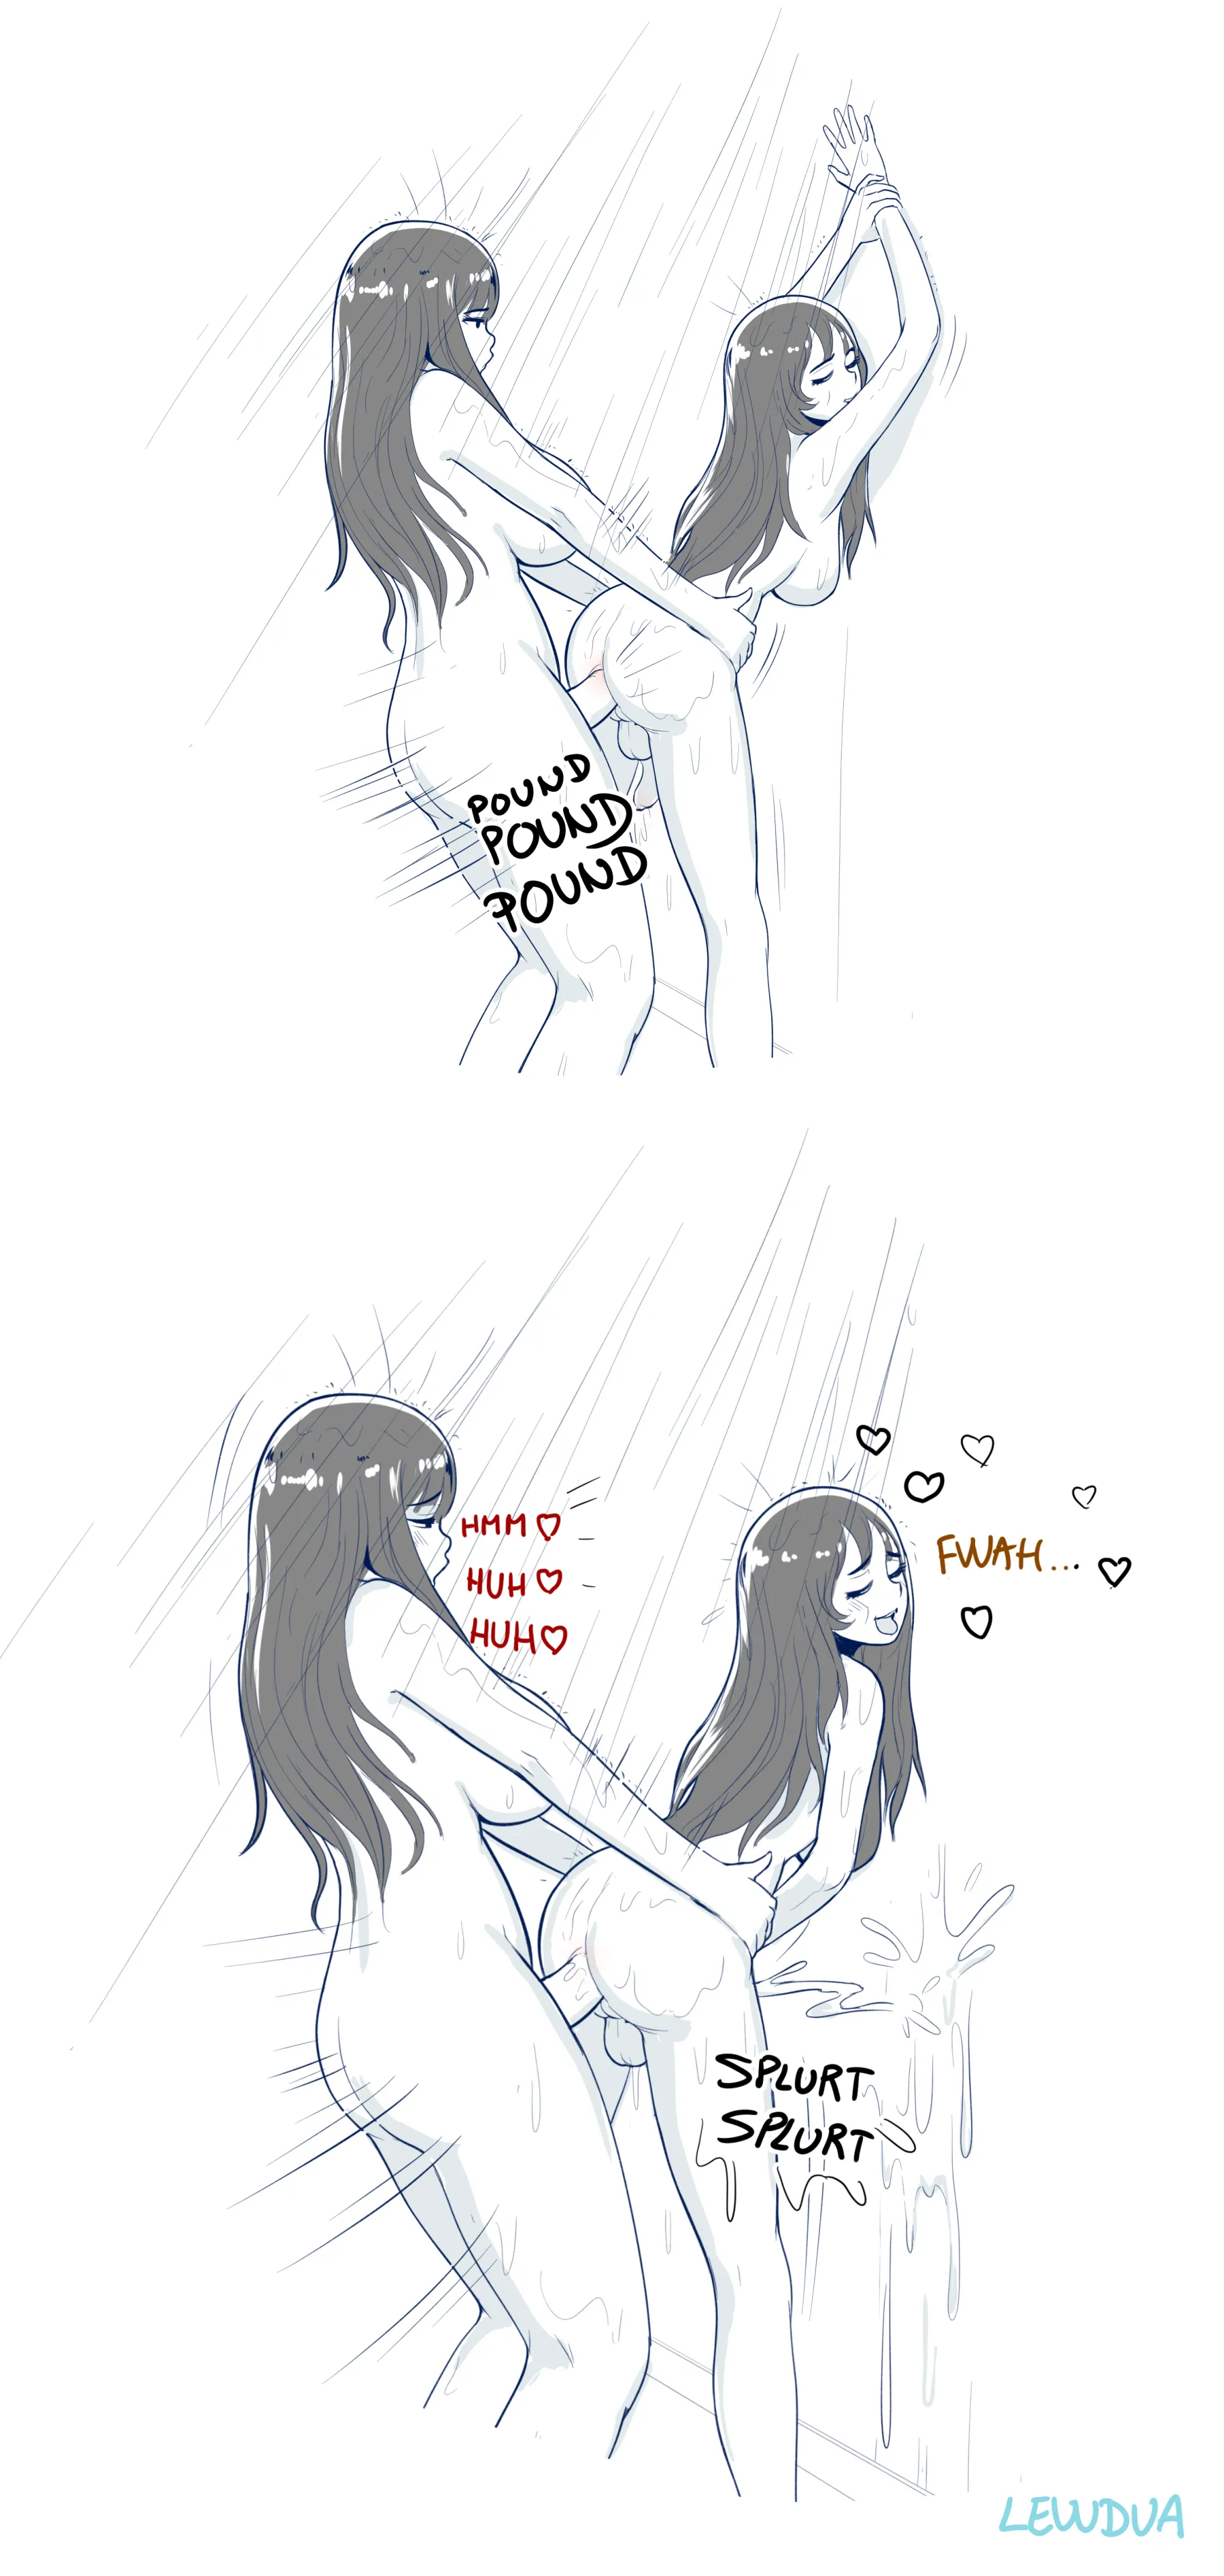 POUND
POUND
POUND
HMM ♡
HUH ♡
HUH ♡
FWAH...
SPLURT
SPLURT
LEWDUA